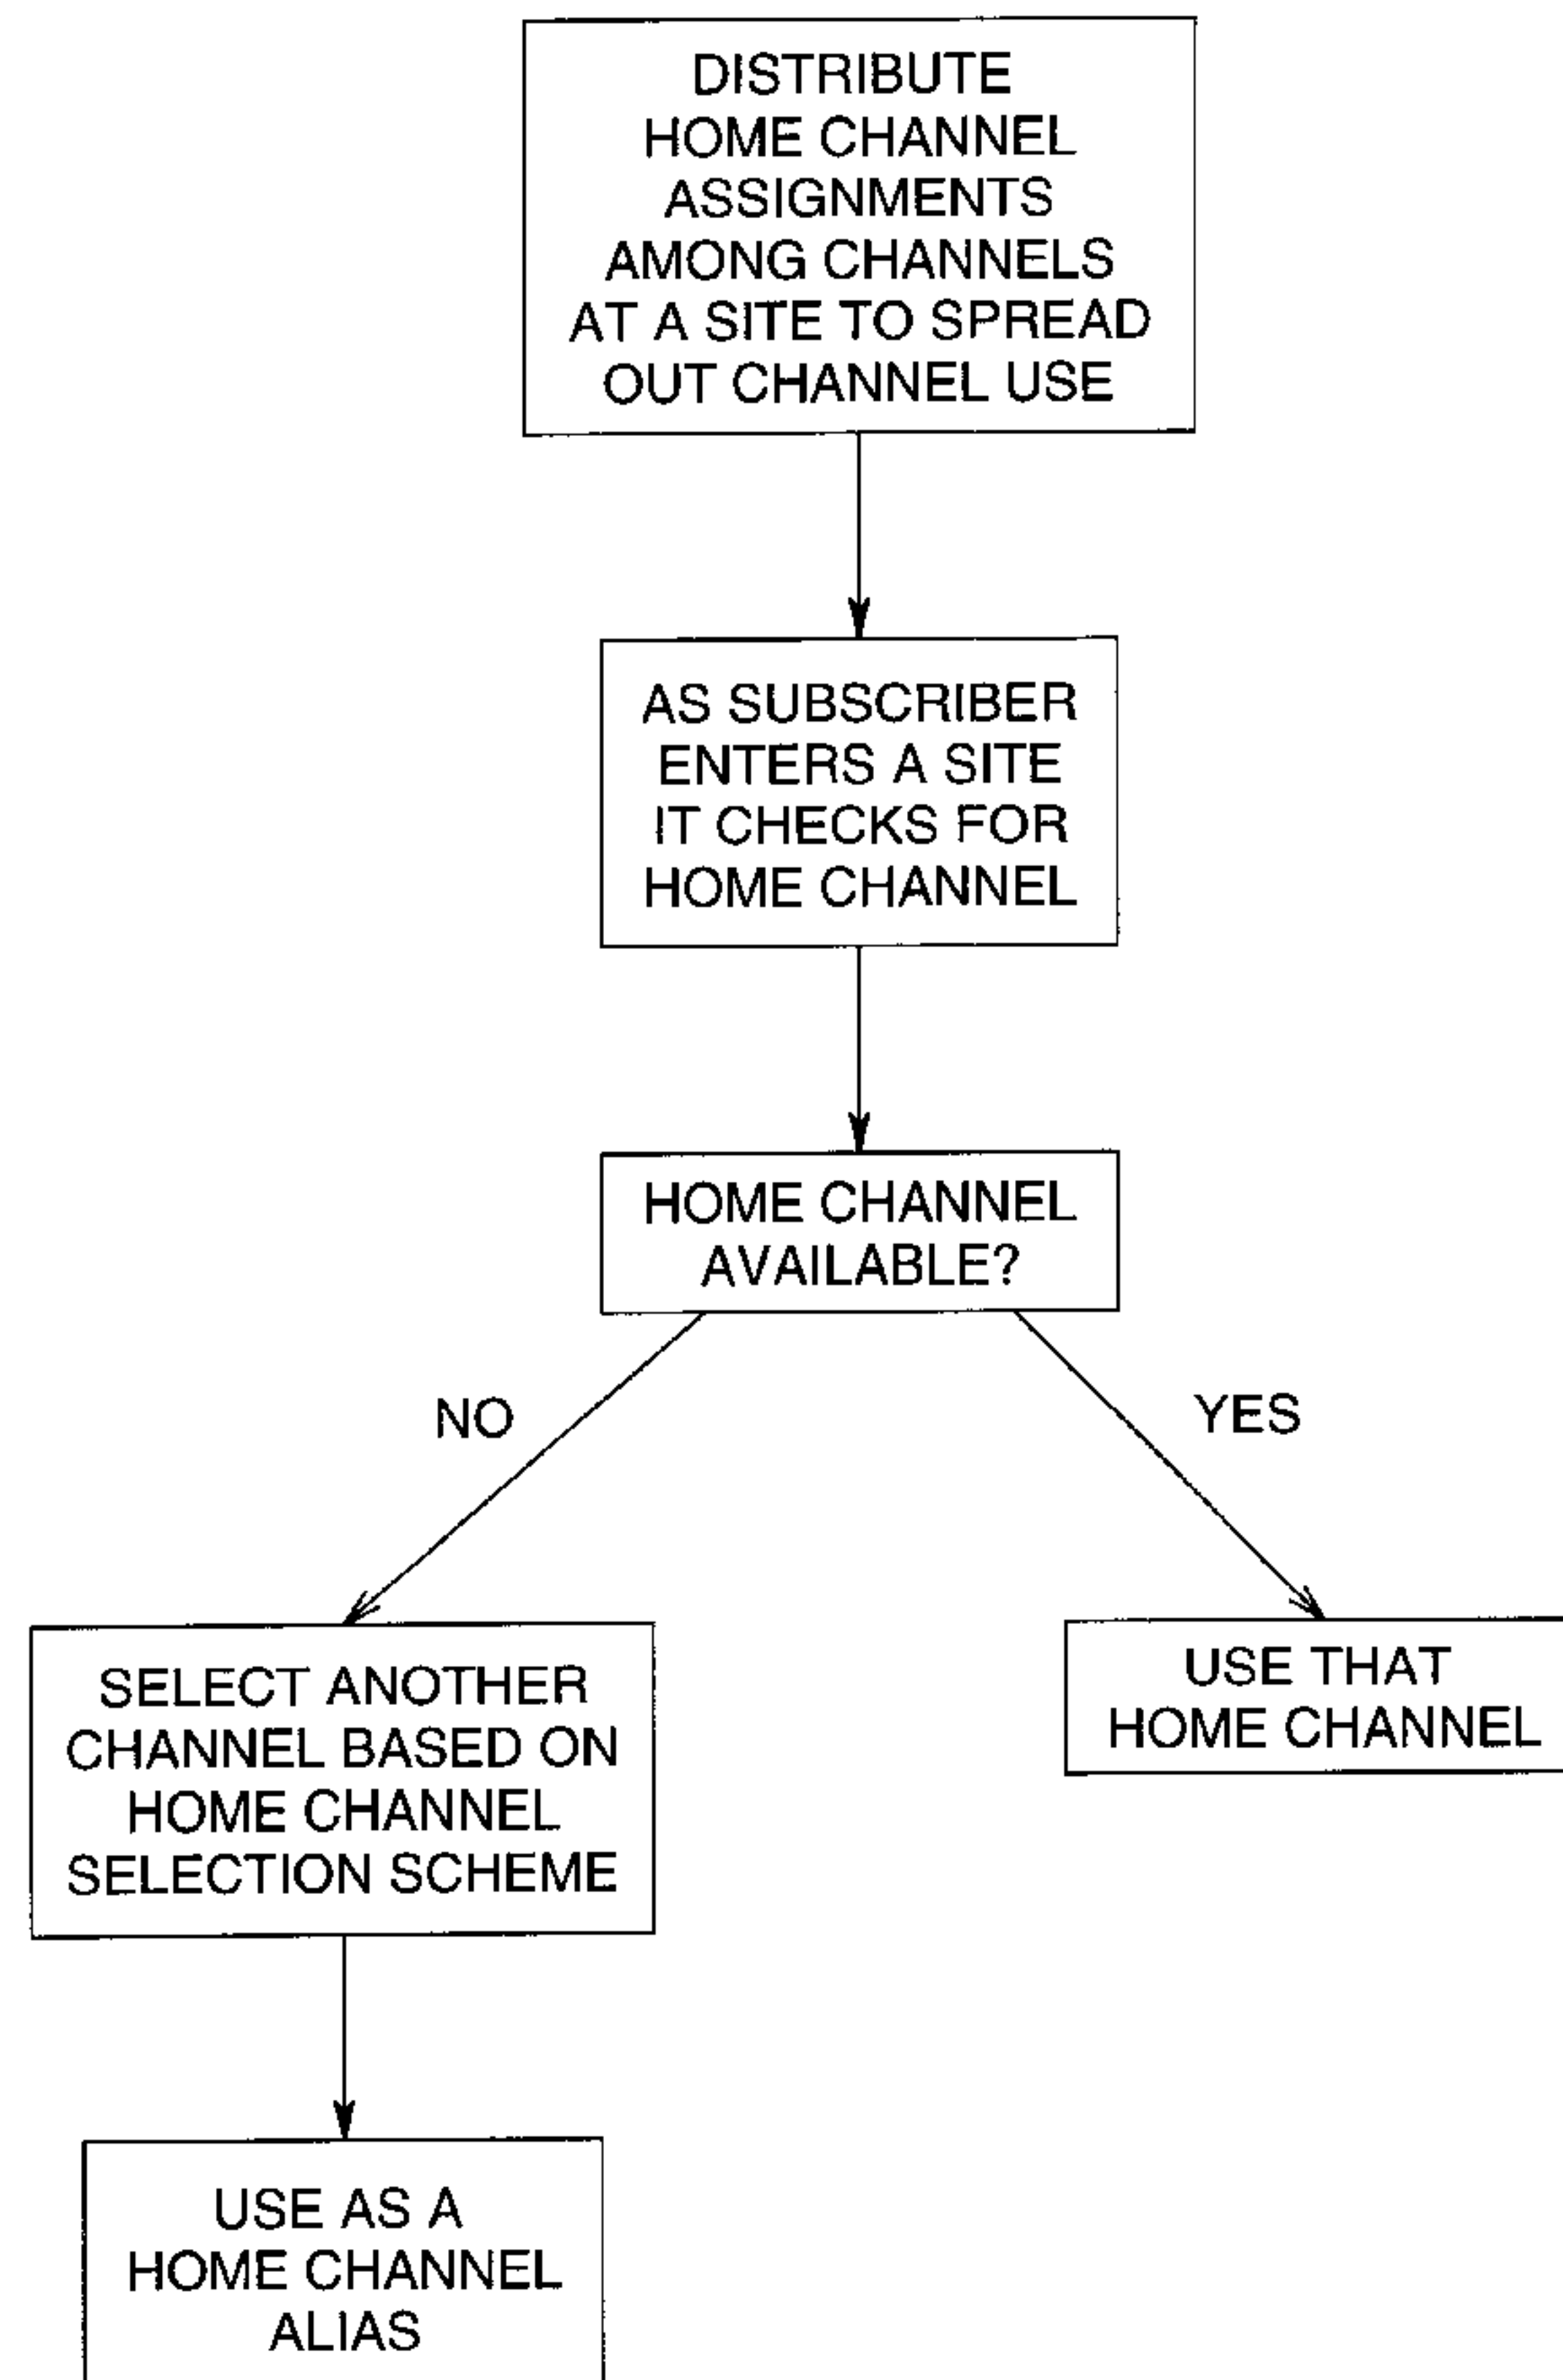 DISTRIBUTE
HOME CHANNEL
ASSIGNMENTS
AMONG CHANNELS
AT A SITE TO SPREAD
OUT CHANNEL USE
AS SUBSCRIBER
ENTERS A SITE
IT CHECKS FOR
HOME CHANNEL
HOME CHANNEL
AVAILABLE?
NO
YES
SELECT ANOTHER
CHANNEL BASED ON
HOME CHANNEL
SELECTION SCHEME
USE THAT
HOME CHANNEL
USE AS A
HOME CHANNEL
ALIAS